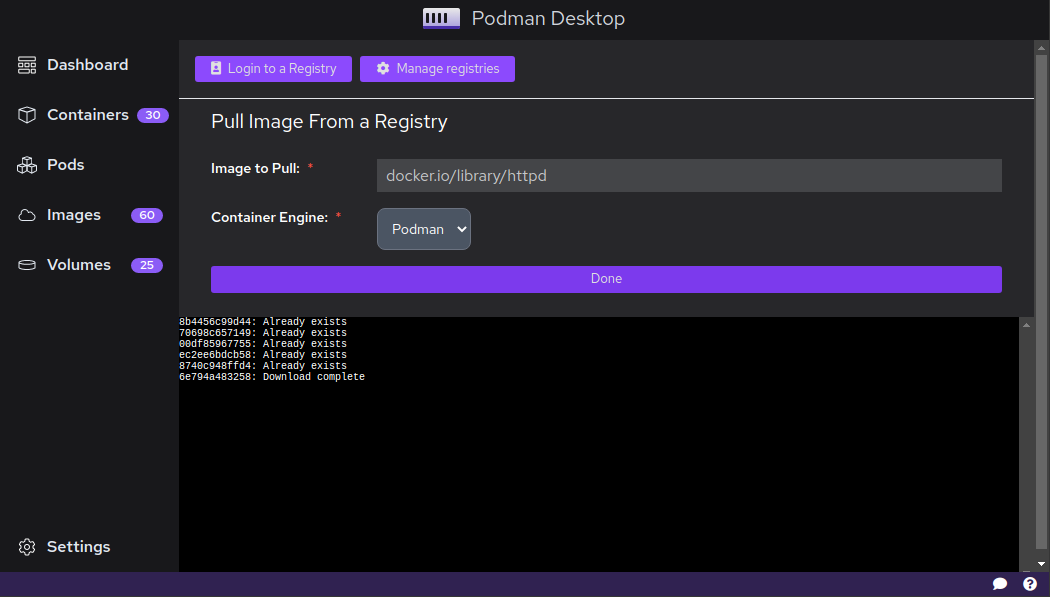 Podman Desktop
Dashboard
Containers 30
Pods
Images 60
Volumes 25
Settings
Login to a Registry
Manage registries
Pull Image From a Registry
Image to Pull: *
docker.io/library/httpd
Container Engine: *
Podman
Done
8b4456c99d44: Already exists
70698c657149: Already exists
00df85967755: Already exists
ec2ee6bdcb58: Already exists
8740c948ffd4: Already exists
6e794a483258: Download complete